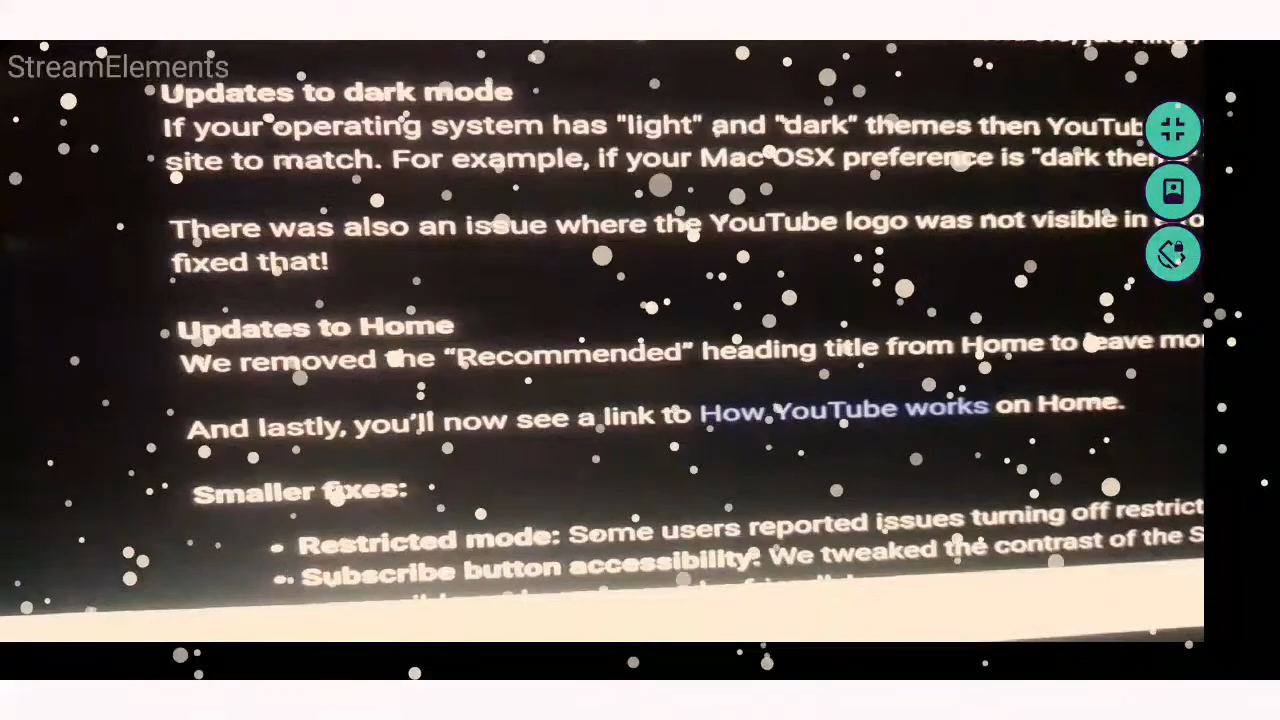 just like
StreamElements
Updates to dark mode
If your operating system has "light" and "dark" themes then YouTub
site to match. For example, if your Mac OSX preference is "dark then
There was also an issue where the YouTube logo was not visible in
fixed that!
Updates to Home
We removed the “Recommended” heading title from Home to leave mo
And lastly, you’ll now see a link to How YouTube works on Home.
Smaller fixes:
• Restricted mode: Some users reported issues turning off restrict
• Subscribe button accessibility: We tweaked the contrast of the S